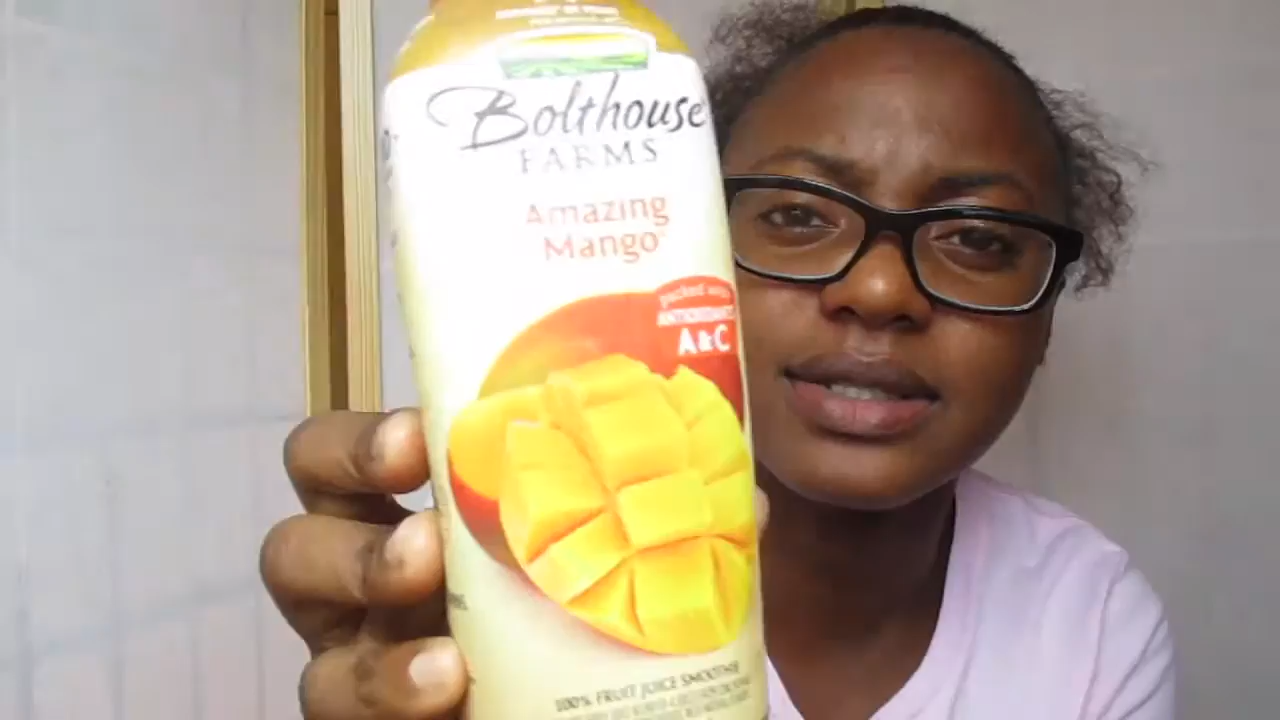 Bolthouse
FARMS
Amazing
Mango
packed with
ANTIOXIDANTS
A&C
100% FRUIT JUICE SMOOTHIE